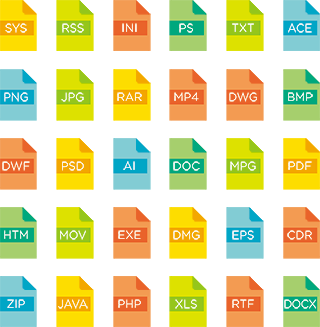 SYS RSS INI PS TXT ACE
PNG JPG RAR MP4 DWG BMP
DWF PSD AI DOC MPG PDF
HTM MOV EXE DMG EPS CDR
ZIP JAVA PHP XLS RTF DOCX